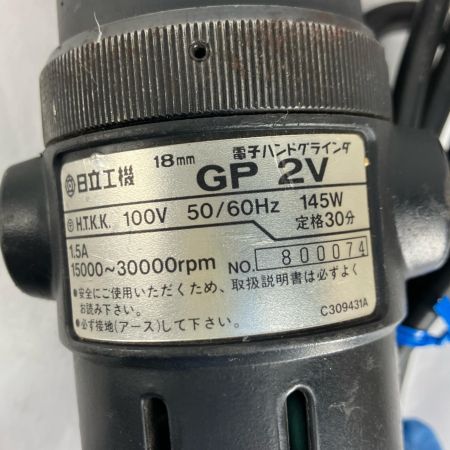 日立工機 18mm 電子ハンドグラインダ
GP 2V
H.T.K.K. 100V 50/60Hz 145W
定格30分
1.5A
15000~30000rpm NO. 800074
●安全にご使用いただくため、取扱説明書は必ずよく
お読み下さい。
●必ず接地(アース)して下さい。
C309431A